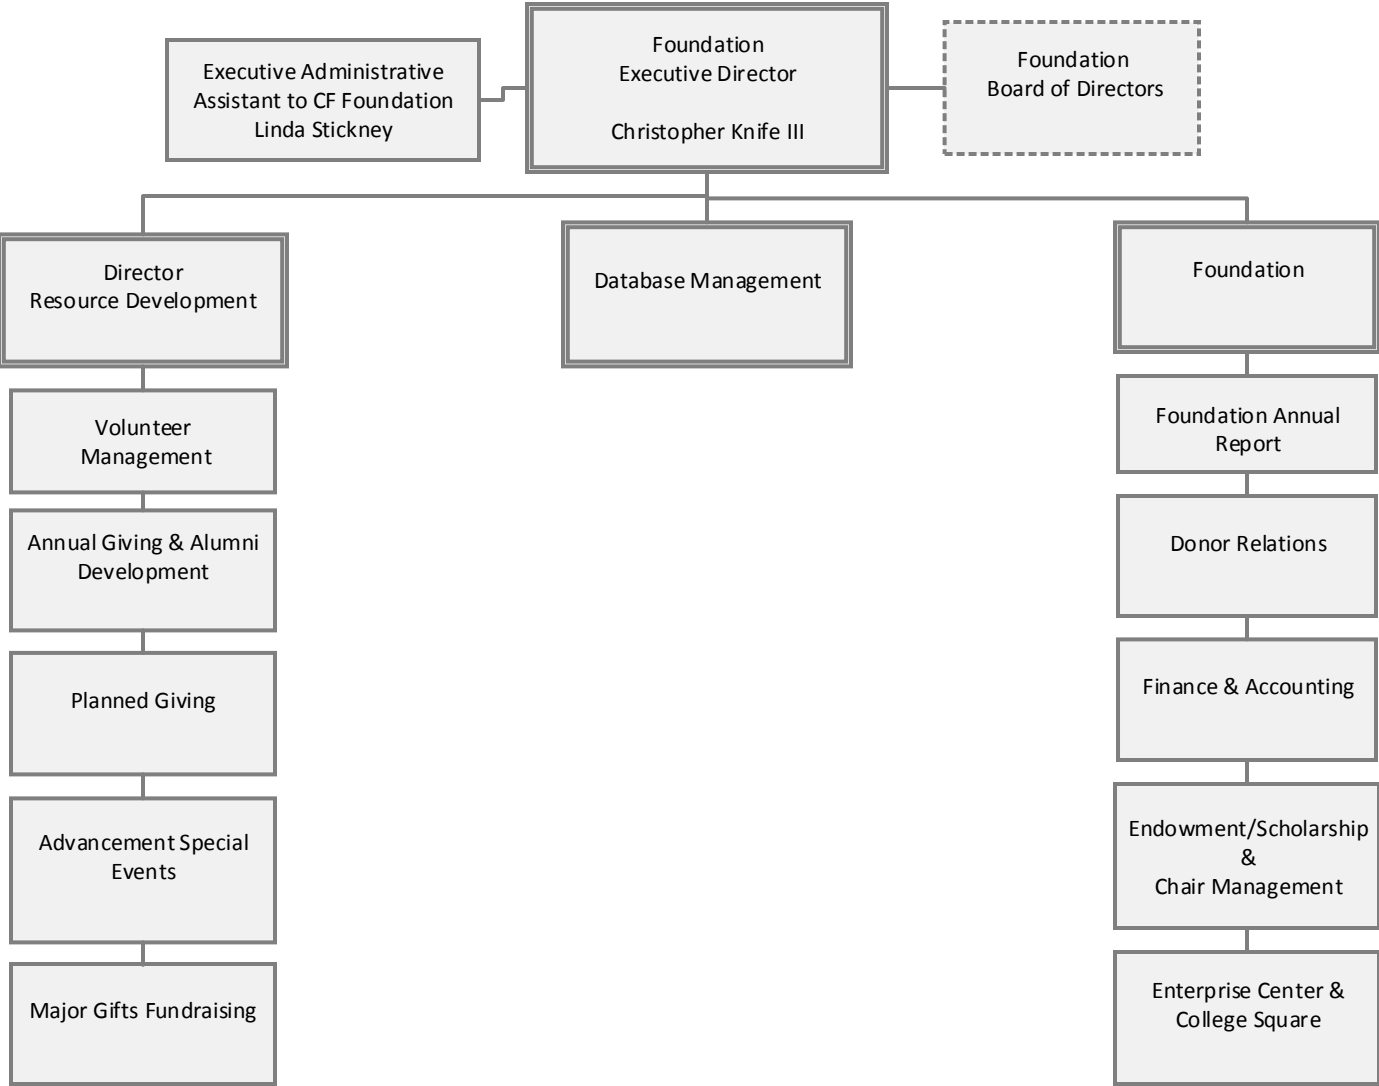 Foundation
Executive Director
Christopher Knife III
Executive Administrative
Assistant to CF Foundation
Linda Stickney
Foundation
Board of Directors
Director
Resource Development
Database Management
Foundation
Volunteer
Management
Annual Giving & Alumni
Development
Planned Giving
Advancement Special
Events
Major Gifts Fundraising
Foundation Annual
Report
Donor Relations
Finance & Accounting
Endowment/Scholarship
&
Chair Management
Enterprise Center &
College Square